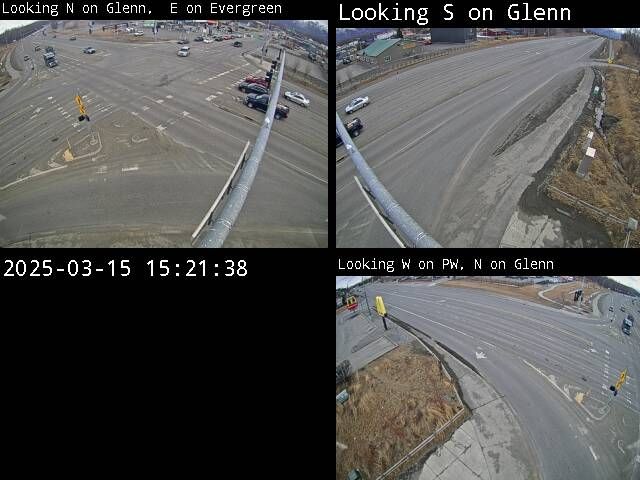 Looking N on Glenn,  E on Evergreen
Looking S on Glenn
2025-03-15 15:21:38
Looking W on PW, N on Glenn